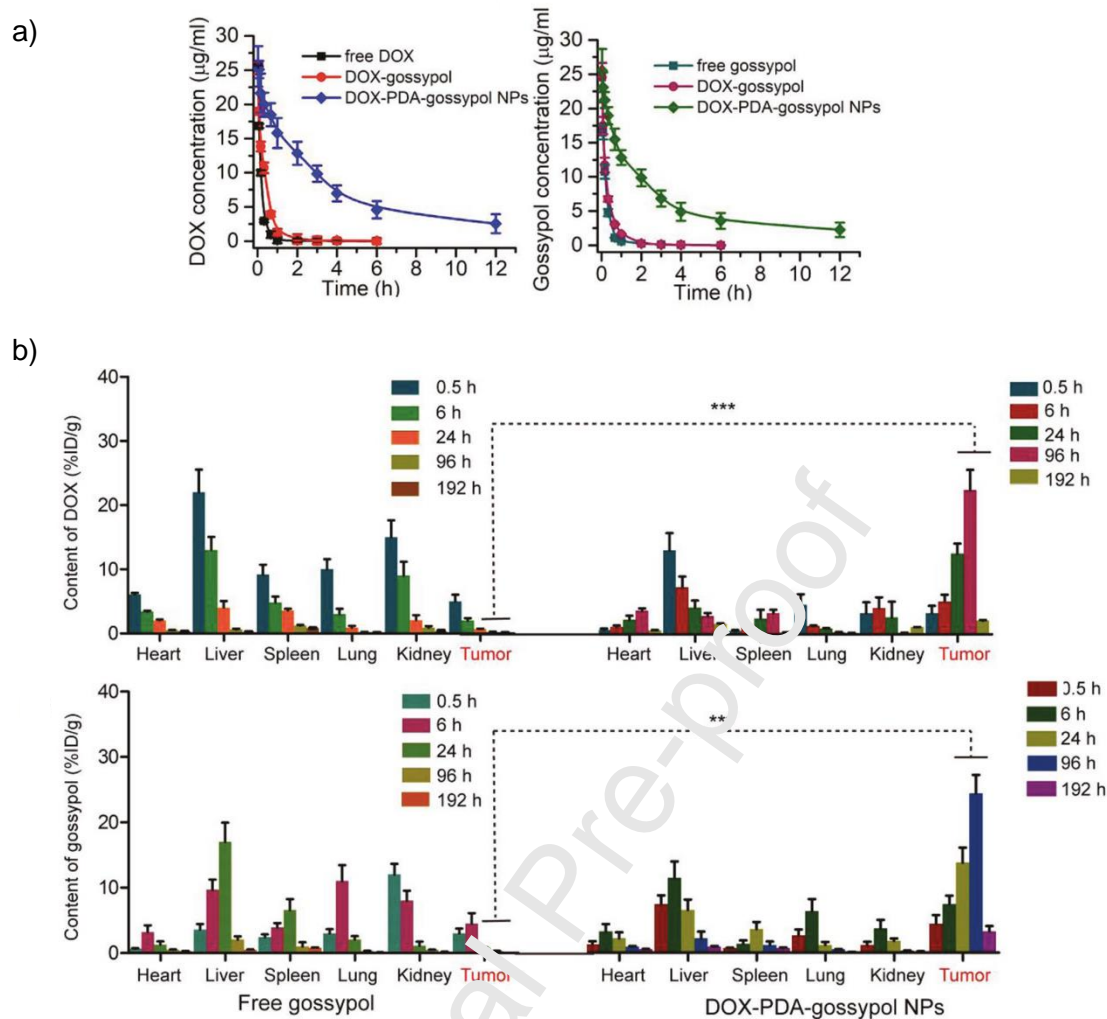 a)
DOX concentration (μg/ml)
30
25
20
15
10
5
0
free DOX
DOX-gossypol
DOX-PDA-gossypol NPs
0 2 4 6 8 10 12
Time (h)
Gossypol concentration (μg/ml)
30
25
20
15
10
5
0
free gossypol
DOX-gossypol
DOX-PDA-gossypol NPs
0 2 4 6 8 10 12
Time (h)
b)
Content of DOX (%ID/g)
40
30
20
10
0
0.5 h
6 h
24 h
96 h
192 h
***
0.5 h
6 h
24 h
96 h
192 h
Heart Liver Spleen Lung Kidney Tumor
Heart Liver Spleen Lung Kidney Tumor
Content of gossypol (%ID/g)
40
30
20
10
0
0.5 h
6 h
24 h
96 h
192 h
**
0.5 h
6 h
24 h
96 h
192 h
Heart Liver Spleen Lung Kidney Tumor
Heart Liver Spleen Lung Kidney Tumor
Free gossypol
DOX-PDA-gossypol NPs
al Pre-proof